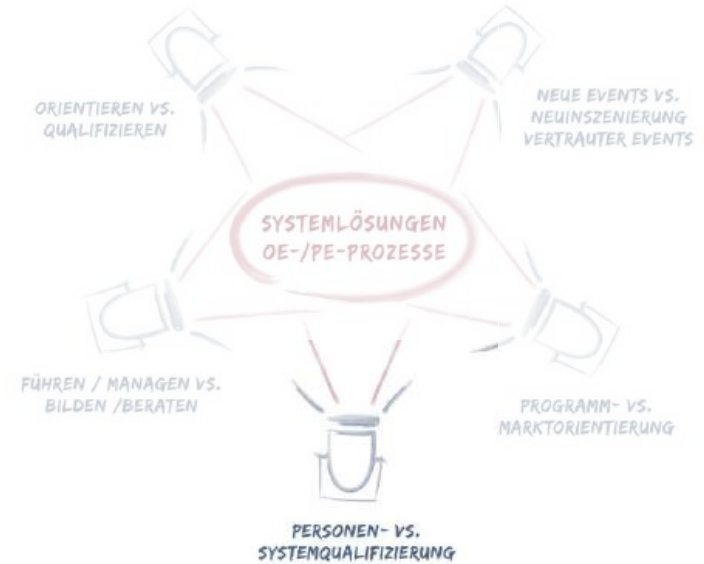 ORIENTIEREN VS.
QUALIFIZIEREN
NEUE EVENTS VS.
NEUINSZENIERUNG
VERTRAUTER EVENTS
SYSTEMLÖSUNGEN
OE-/PE-PROZESSE
FÜHREN / MANAGEN VS.
BILDEN /BERATEN
PROGRAMM- VS.
MARKTORIENTIERUNG
PERSONEN- VS.
SYSTEMQUALIFIZIERUNG